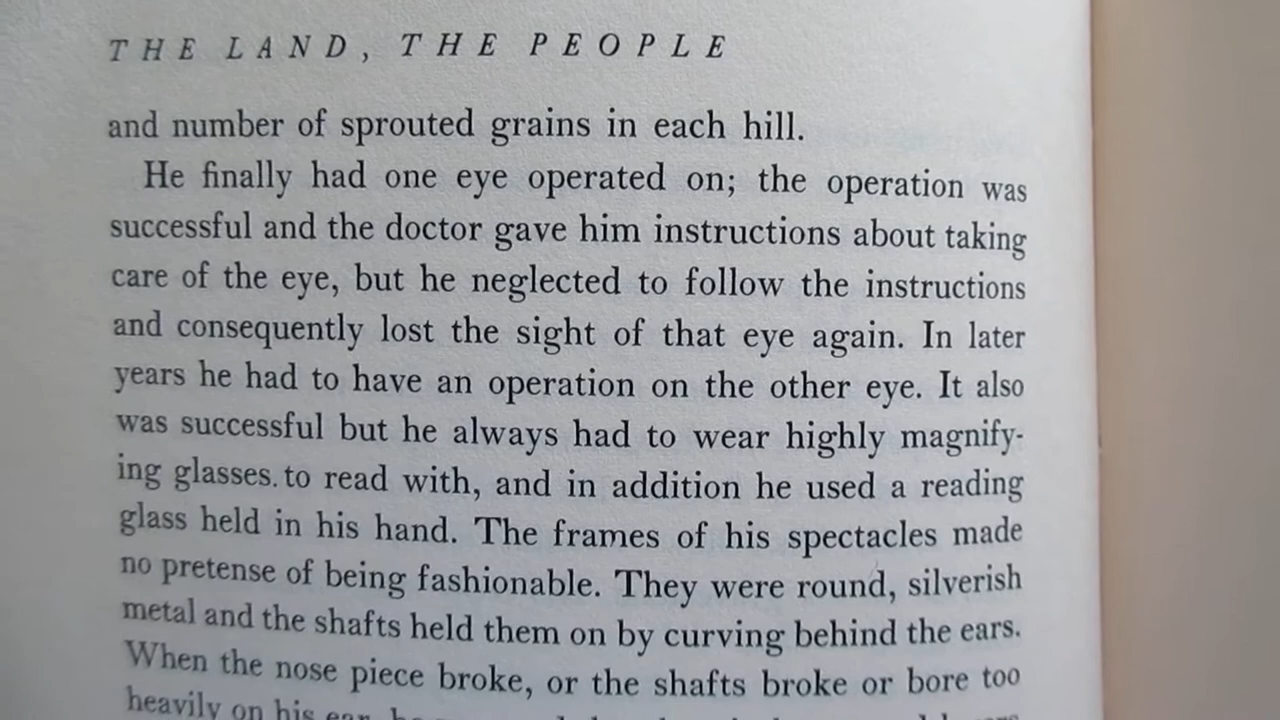 THE LAND, THE PEOPLE
and number of sprouted grains in each hill.
He finally had one eye operated on; the operation was
successful and the doctor gave him instructions about taking
care of the eye, but he neglected to follow the instructions
and consequently lost the sight of that eye again. In later
years he had to have an operation on the other eye. It also
was successful but he always had to wear highly magnify-
ing glasses. to read with, and in addition he used a reading
glass held in his hand. The frames of his spectacles made
no pretense of being fashionable. They were round, silverish
metal and the shafts held them on by curving behind the ears.
When the nose piece broke, or the shafts broke or bore too
heavily on his ear,